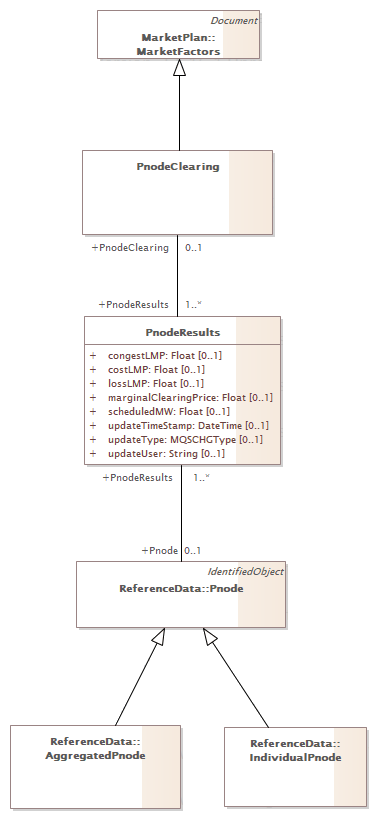 Document
MarketPlan::
MarketFactors
PnodeClearing
+PnodeClearing 0..1
+PnodeResults 1..*
PnodeResults
+ congestLMP: Float [0..1]
+ costLMP: Float [0..1]
+ lossLMP: Float [0..1]
+ marginalClearingPrice: Float [0..1]
+ scheduledMW: Float [0..1]
+ updateTimeStamp: DateTime [0..1]
+ updateType: MQSCHGType [0..1]
+ updateUser: String [0..1]
+PnodeResults 1..*
+Pnode 0..1
IdentifiedObject
ReferenceData::Pnode
ReferenceData::
AggregatedPnode
ReferenceData::
IndividualPnode